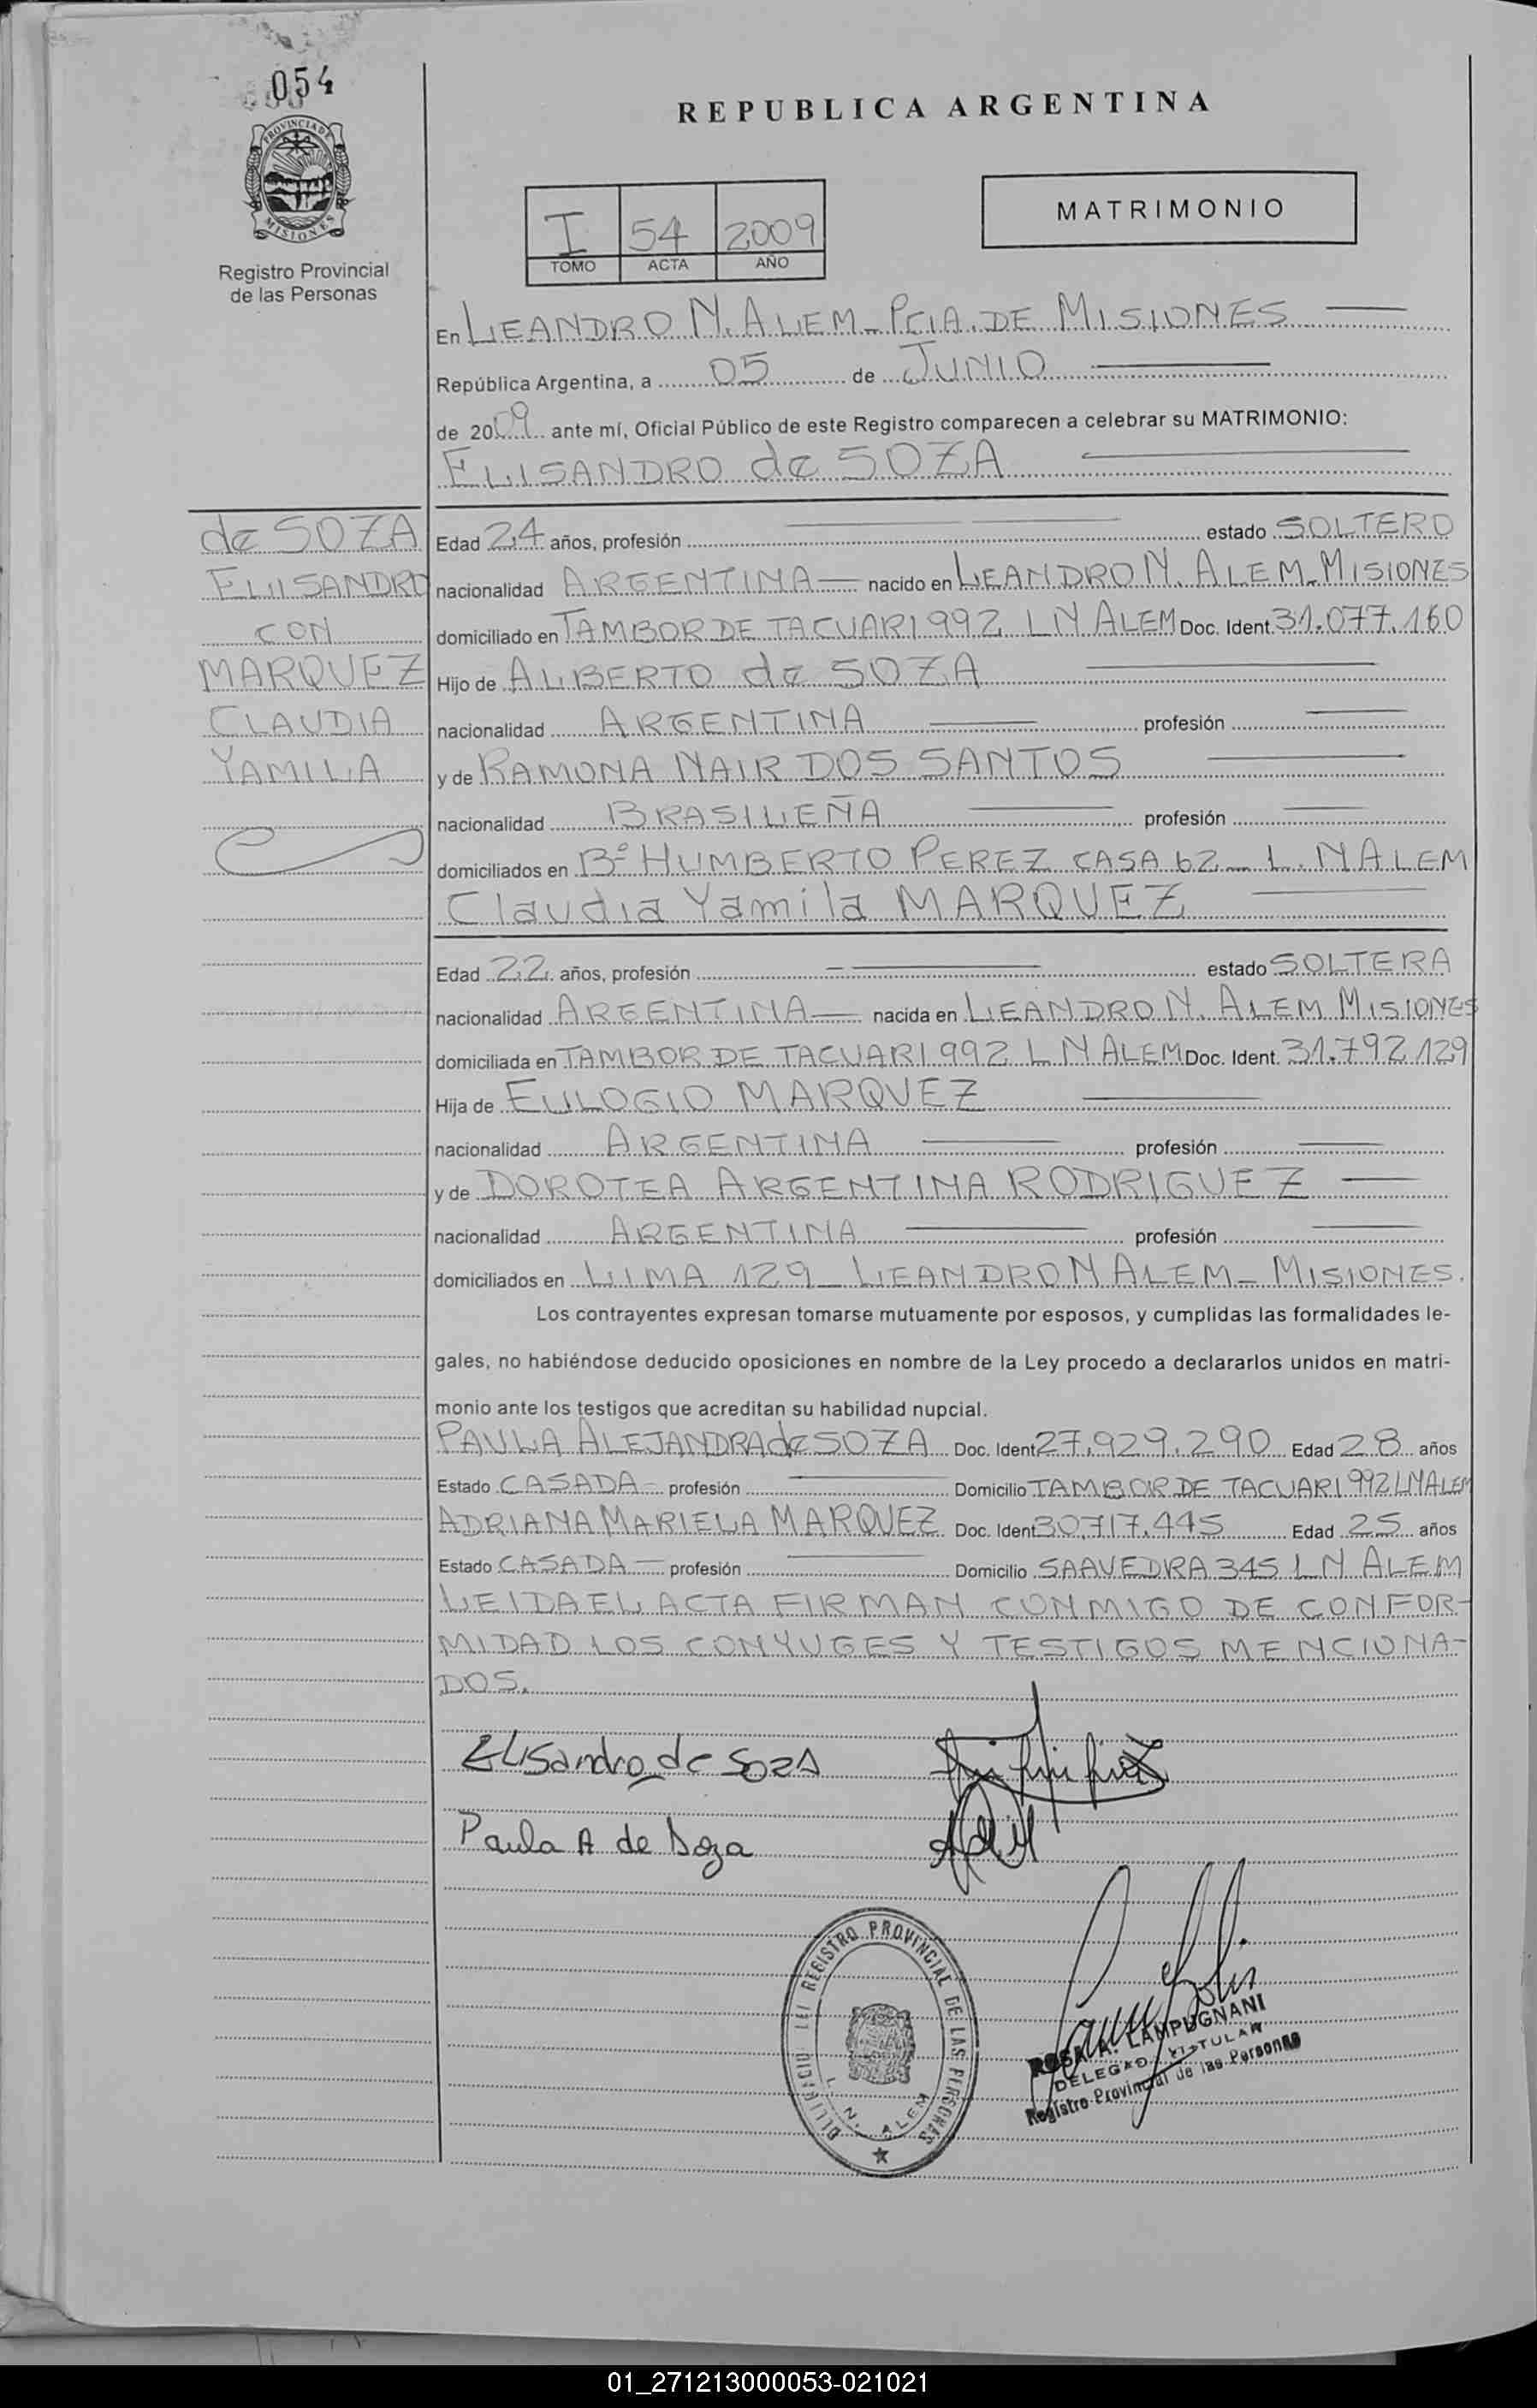 054
PROVINCIA DE
MISIONES
Registro Provincial
de las Personas
REPUBLICA ARGENTINA
MATRIMONIO
I 54 2009
TOMO ACTA AÑO
En LEANDRO N. ALEM - PCIA. DE MISIONES
República Argentina, a 05 de JUNIO
de 2009 ante mí, Oficial Público de este Registro comparecen a celebrar su MATRIMONIO:
ELISANDRO de SOZA
de SOZA
ELISANDRO
CON
MARQUEZ
CLAUDIA
YAMILA
Edad 24 años, profesión estado SOLTERO
nacionalidad ARGENTINA nacido en LEANDRO N. ALEM - MISIONES
domiciliado en TAMBOR DE TACUARI 992 L N ALEM Doc. Ident. 31.077.160
Hijo de ALBERTO de SOZA
nacionalidad ARGENTINA profesión
y de RAMONA NAIR DOS SANTOS
nacionalidad BRASILEÑA profesión
domiciliados en Bº HUMBERTO PEREZ CASA 62 - L. N ALEM
Claudia Yamila MARQUEZ
Edad 22 años, profesión estado SOLTERA
nacionalidad ARGENTINA nacida en LEANDRO N. ALEM MISIONES
domiciliada en TAMBOR DE TACUARI 992 L N ALEM Doc. Ident. 31.792.129
Hija de EULOGIO MARQUEZ
nacionalidad ARGENTINA profesión
y de DOROTEA ARGENTINA RODRIGUEZ
nacionalidad ARGENTINA profesión
domiciliados en LIMA 129 - LEANDRO N ALEM - MISIONES.
Los contrayentes expresan tomarse mutuamente por esposos, y cumplidas las formalidades le-
gales, no habiéndose deducido oposiciones en nombre de la Ley procedo a declararlos unidos en matri-
monio ante los testigos que acreditan su habilidad nupcial.
PAULA ALEJANDRA de SOZA Doc. Ident 27.929.290 Edad 28 años
Estado CASADA - profesión Domicilio TAMBOR DE TACUARI 992 L N ALEM
ADRIANA MARIELA MARQUEZ Doc. Ident 30.717.445 Edad 25 años
Estado CASADA - profesión Domicilio SAAVEDRA 345 L N ALEM
LEIDA EL ACTA FIRMAN CONMIGO DE CONFOR-
MIDAD LOS CONYUGES Y TESTIGOS MENCIONA-
DOS.
Elisandro de Soza
Paula A de Soza
REGISTRO PROVINCIAL DE LAS PERSONAS
L. N. ALEM
ROSA A. LAMPUGNANI
DELEGADO TITULAR
Registro Provincial de las Personas
01_271213000053-021021